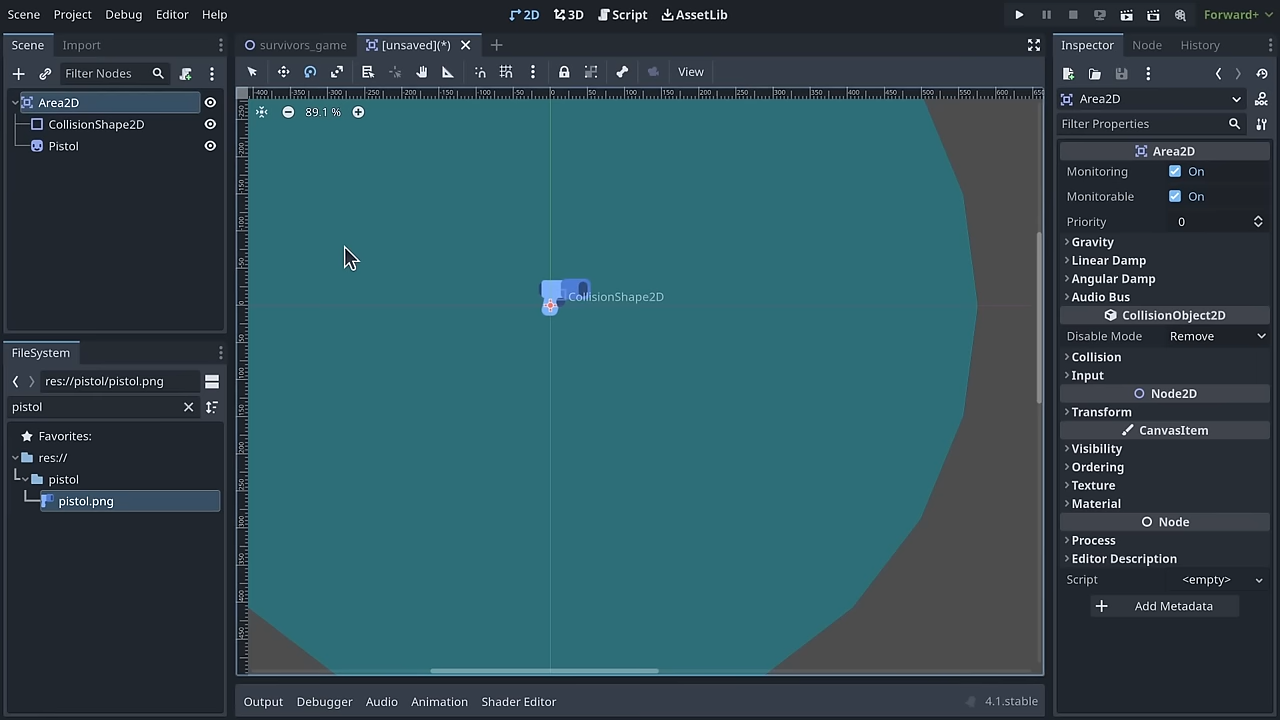 Scene Project Debug Editor Help
2D 3D Script AssetLib
Forward+
Scene Import
survivors_game [unsaved](*)
Inspector Node History
Filter Nodes
View
Area2D
CollisionShape2D
Pistol
89.1 %
CollisionShape2D
FileSystem
res://pistol/pistol.png
pistol
Favorites:
res://
pistol
pistol.png
Area2D
Filter Properties
Area2D
Monitoring On
Monitorable On
Priority 0
Gravity
Linear Damp
Angular Damp
Audio Bus
CollisionObject2D
Disable Mode Remove
Collision
Input
Node2D
Transform
CanvasItem
Visibility
Ordering
Texture
Material
Node
Process
Editor Description
Script <empty>
Add Metadata
Output Debugger Audio Animation Shader Editor
4.1.stable